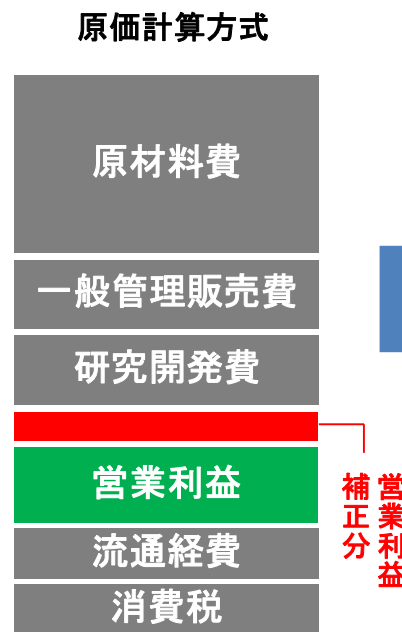 原価計算方式
原材料費
一般管理販売費
研究開発費
営業利益
補正分
営業利益
流通経費
消費税